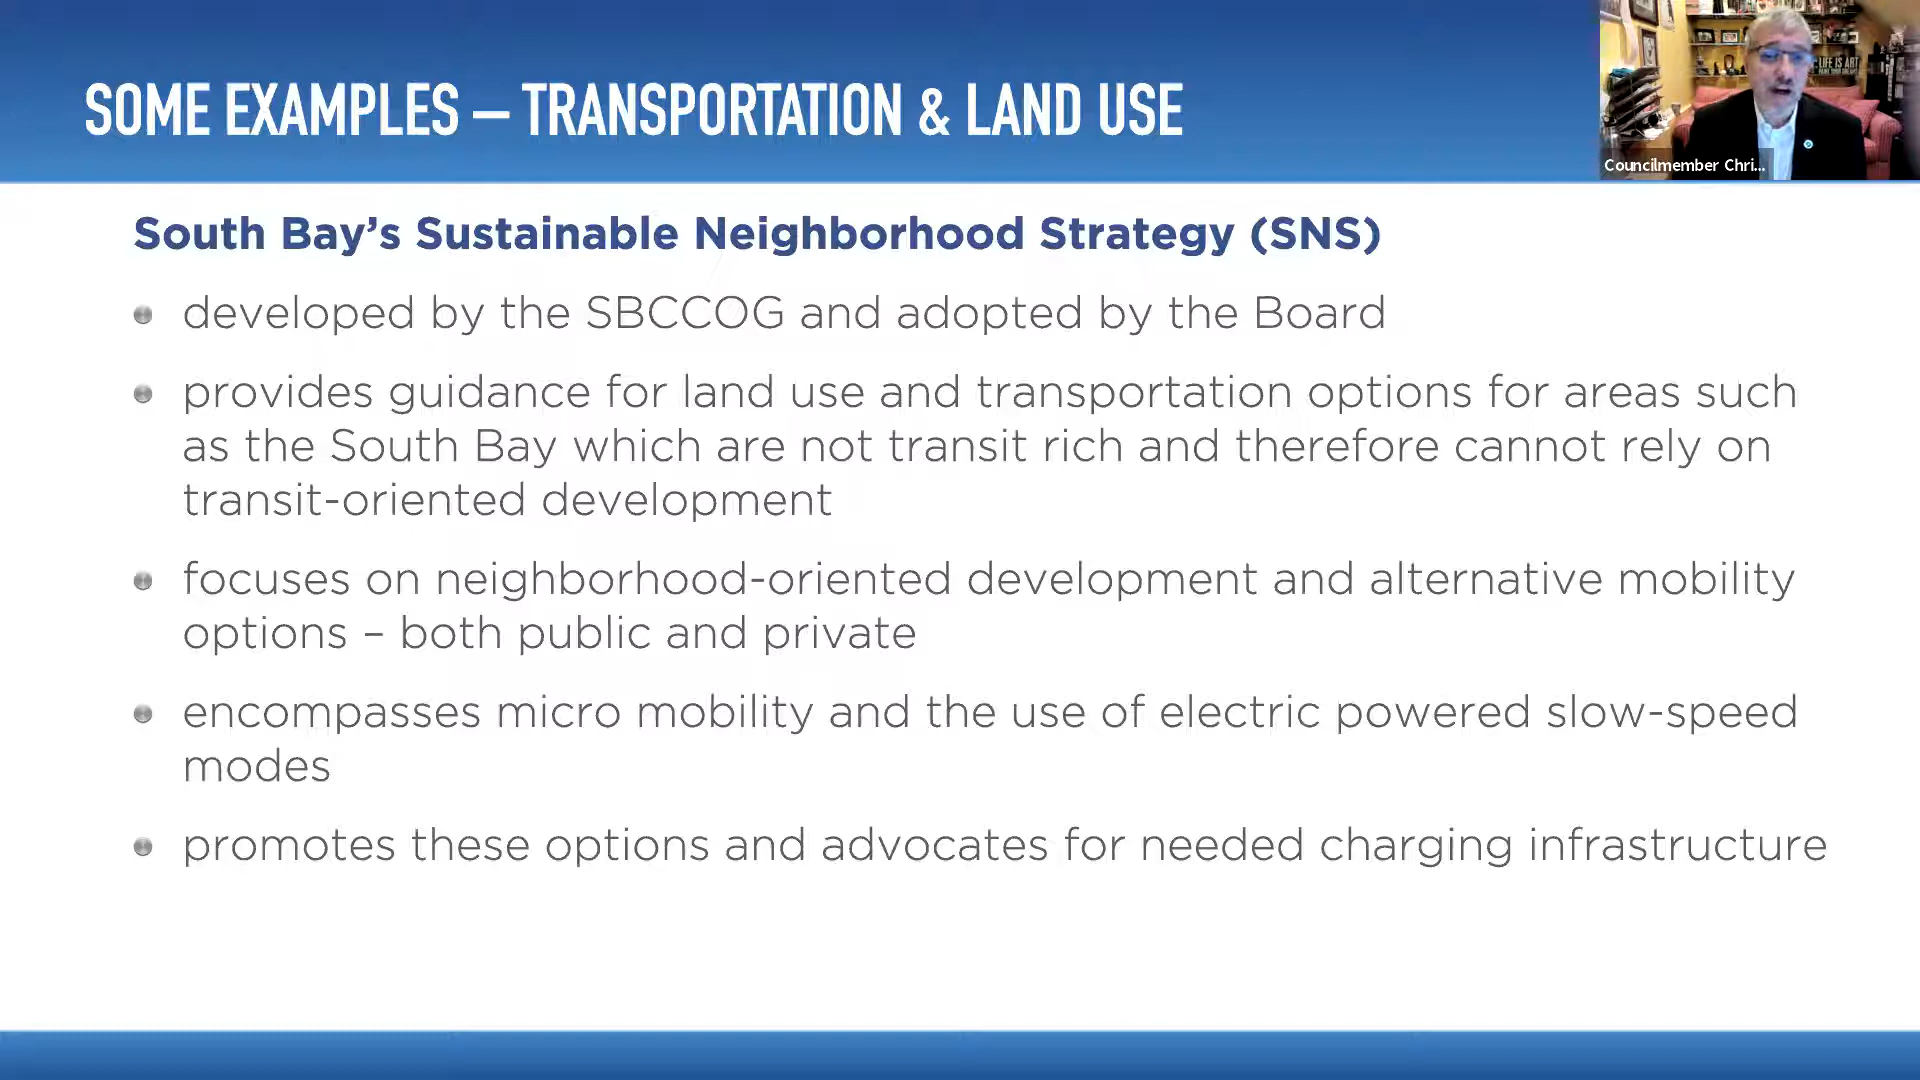 SOME EXAMPLES – TRANSPORTATION & LAND USE
LIFE IS ART
Councilmember Chri...
South Bay’s Sustainable Neighborhood Strategy (SNS)
developed by the SBCCOG and adopted by the Board
provides guidance for land use and transportation options for areas such
as the South Bay which are not transit rich and therefore cannot rely on
transit-oriented development
focuses on neighborhood-oriented development and alternative mobility
options – both public and private
encompasses micro mobility and the use of electric powered slow-speed
modes
promotes these options and advocates for needed charging infrastructure